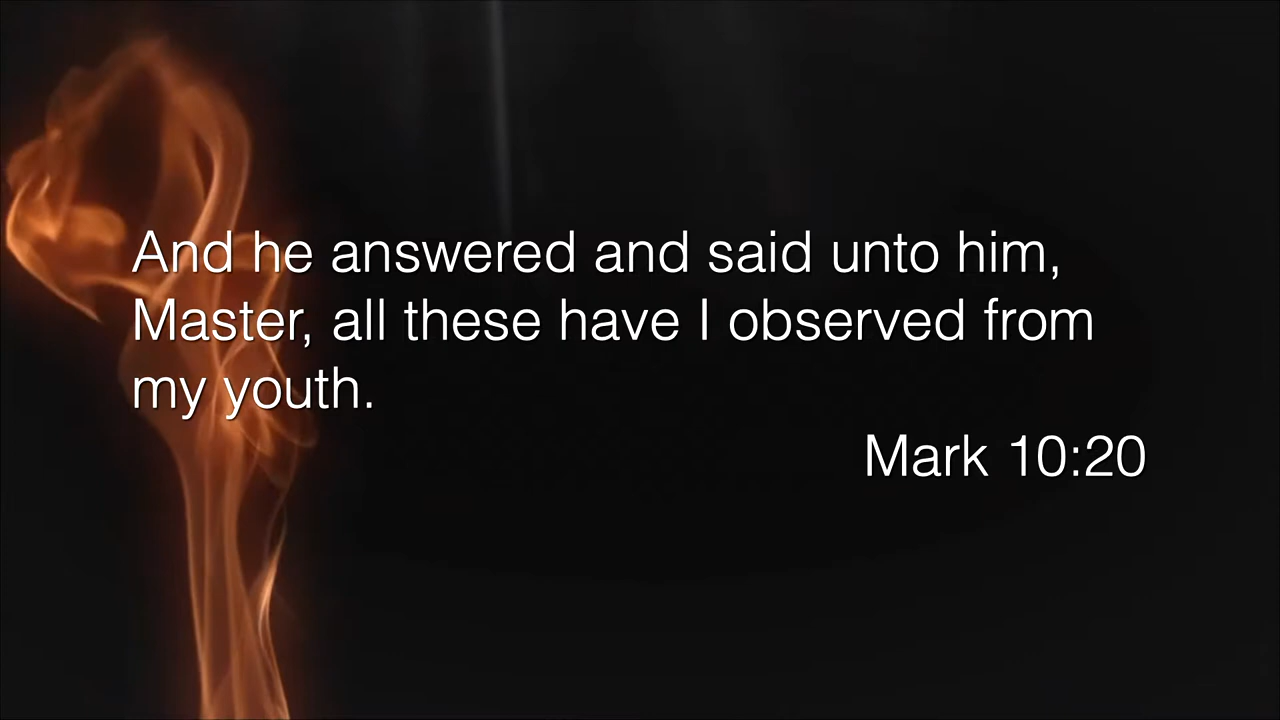 And he answered and said unto him,
Master, all these have I observed from
my youth.
Mark 10:20